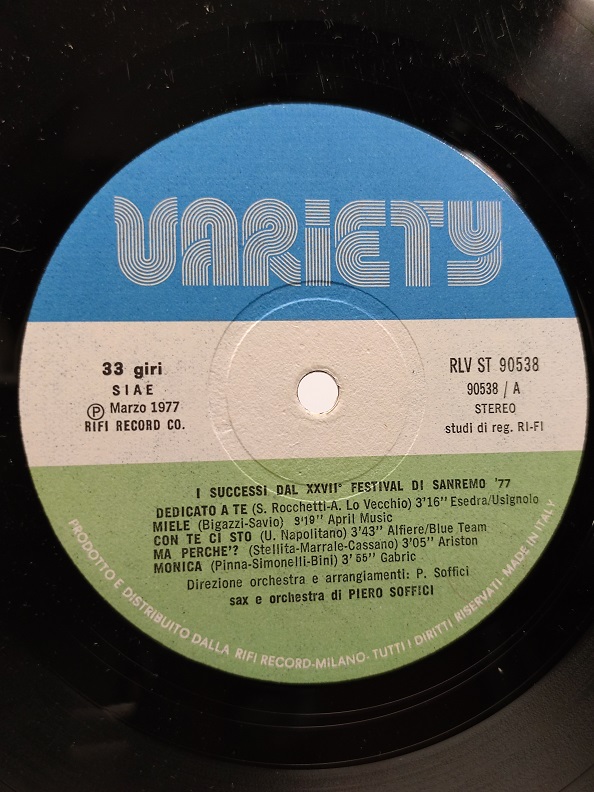 VARIETY
33 giri
SIAE
Ⓟ Marzo 1977
RIFI RECORD CO.
RLV ST 90538
90538 / A
STEREO
studi di reg. RI-FI
I SUCCESSI DAL XXVII° FESTIVAL DI SANREMO '77
DEDICATO A TE (S. Rocchetti-A. Lo Vecchio) 3'16" Esedra/Usignolo
MIELE (Bigazzi-Savio) 3'19" April Music
CON TE CI STO (U. Napolitano) 3'43" Alfiere/Blue Team
MA PERCHE'? (Stellita-Marrale-Cassano) 3'05" Ariston
MONICA (Pinna-Simonelli-Bini) 3'55" Gabric
Direzione orchestra e arrangiamenti: P. Soffici
sax e orchestra di PIERO SOFFICI
PRODOTTO E DISTRIBUITO DALLA RIFI RECORD-MILANO- TUTTI I DIRITTI RISERVATI- MADE IN ITALY